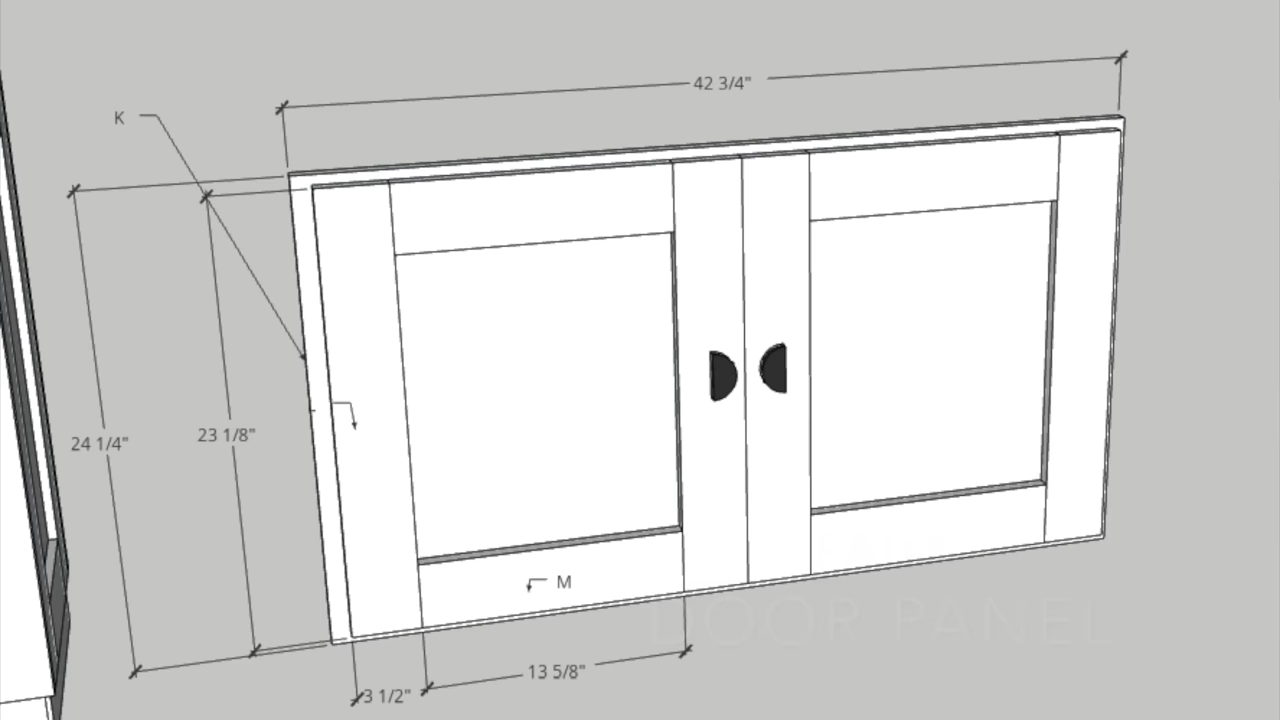 42 3/4"
K
24 1/4"
23 1/8"
M
DOOR PANEL
13 5/8"
3 1/2"